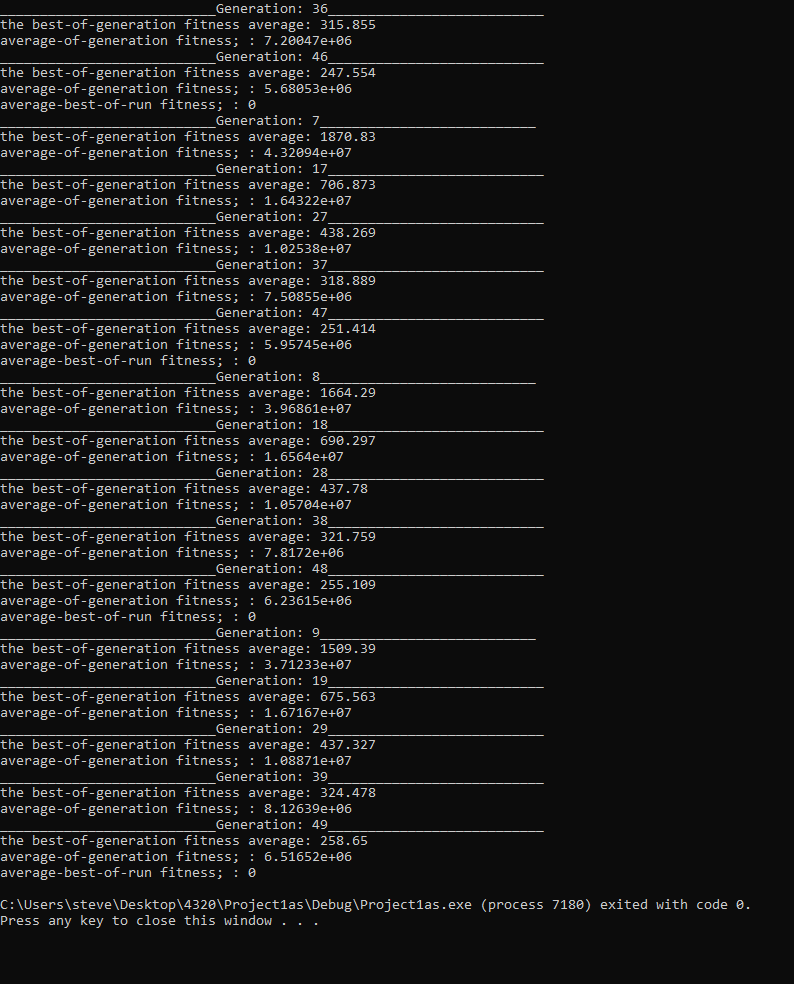 ___________________________Generation: 36___________________________
the best-of-generation fitness average: 315.855
average-of-generation fitness; : 7.20047e+06
___________________________Generation: 46___________________________
the best-of-generation fitness average: 247.554
average-of-generation fitness; : 5.68053e+06
average-best-of-run fitness; : 0
___________________________Generation: 7___________________________
the best-of-generation fitness average: 1870.83
average-of-generation fitness; : 4.32094e+07
___________________________Generation: 17___________________________
the best-of-generation fitness average: 706.873
average-of-generation fitness; : 1.64322e+07
___________________________Generation: 27___________________________
the best-of-generation fitness average: 438.269
average-of-generation fitness; : 1.02538e+07
___________________________Generation: 37___________________________
the best-of-generation fitness average: 318.889
average-of-generation fitness; : 7.50855e+06
___________________________Generation: 47___________________________
the best-of-generation fitness average: 251.414
average-of-generation fitness; : 5.95745e+06
average-best-of-run fitness; : 0
___________________________Generation: 8___________________________
the best-of-generation fitness average: 1664.29
average-of-generation fitness; : 3.96861e+07
___________________________Generation: 18___________________________
the best-of-generation fitness average: 690.297
average-of-generation fitness; : 1.6564e+07
___________________________Generation: 28___________________________
the best-of-generation fitness average: 437.78
average-of-generation fitness; : 1.05704e+07
___________________________Generation: 38___________________________
the best-of-generation fitness average: 321.759
average-of-generation fitness; : 7.8172e+06
___________________________Generation: 48___________________________
the best-of-generation fitness average: 255.109
average-of-generation fitness; : 6.23615e+06
average-best-of-run fitness; : 0
___________________________Generation: 9___________________________
the best-of-generation fitness average: 1509.39
average-of-generation fitness; : 3.71233e+07
___________________________Generation: 19___________________________
the best-of-generation fitness average: 675.563
average-of-generation fitness; : 1.67167e+07
___________________________Generation: 29___________________________
the best-of-generation fitness average: 437.327
average-of-generation fitness; : 1.08871e+07
___________________________Generation: 39___________________________
the best-of-generation fitness average: 324.478
average-of-generation fitness; : 8.12639e+06
___________________________Generation: 49___________________________
the best-of-generation fitness average: 258.65
average-of-generation fitness; : 6.51652e+06
average-best-of-run fitness; : 0
C:\Users\steve\Desktop\4320\Project1as\Debug\Project1as.exe (process 7180) exited with code 0.
Press any key to close this window . . .